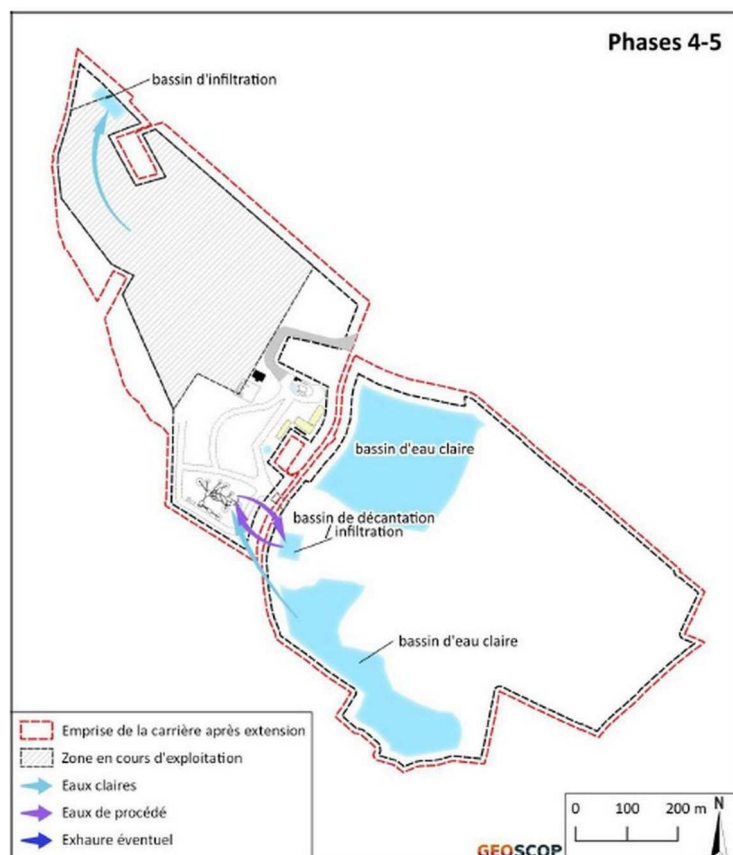 Phases 4-5
bassin d'infiltration
bassin d'eau claire
bassin de décantation
infiltration
bassin d'eau claire
Emprise de la carrière après extension
Zone en cours d'exploitation
Eaux claires
Eaux de procédé
Exhaure éventuel
0 100 200 m
N
GEOSCOP